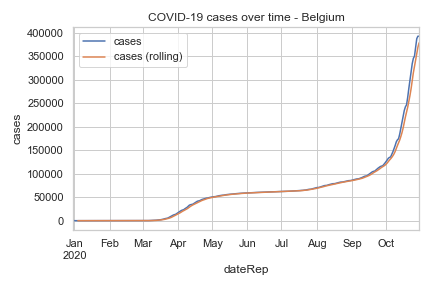 COVID-19 cases over time - Belgium
cases
cases (rolling)
400000
350000
300000
250000
200000
150000
100000
50000
0
cases
Jan Feb Mar Apr May Jun Jul Aug Sep Oct
2020
dateRep